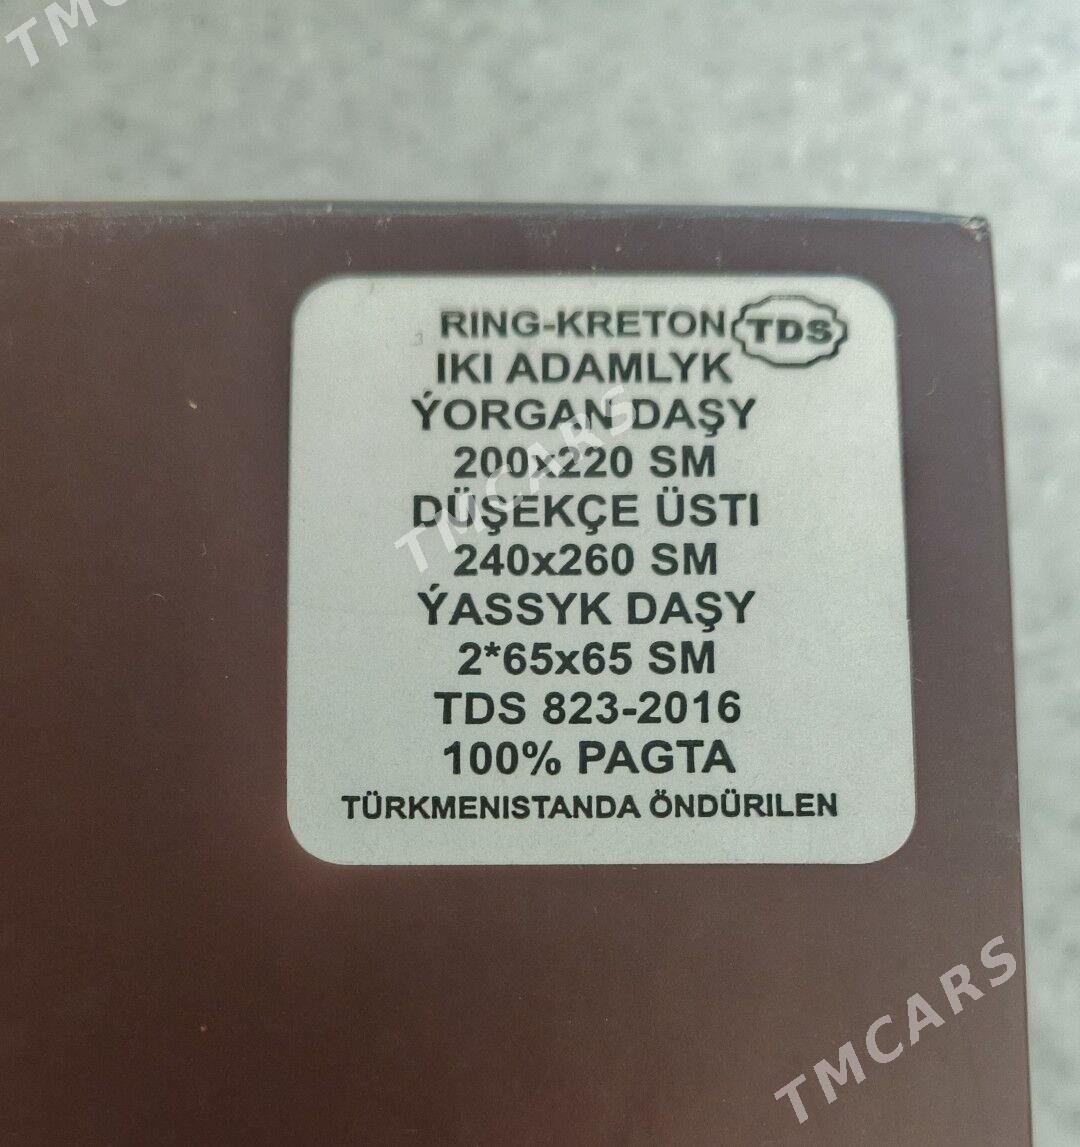 TMCARS
RING-KRETON TDS
IKI ADAMLYK
ÝORGAN DAŞY
200x220 SM
DÜŞEKÇE ÜSTI
240x260 SM
ÝASSYK DAŞY
2*65x65 SM
TDS 823-2016
100% PAGTA
TÜRKMENISTANDA ÖNDÜRILEN
TMCARS